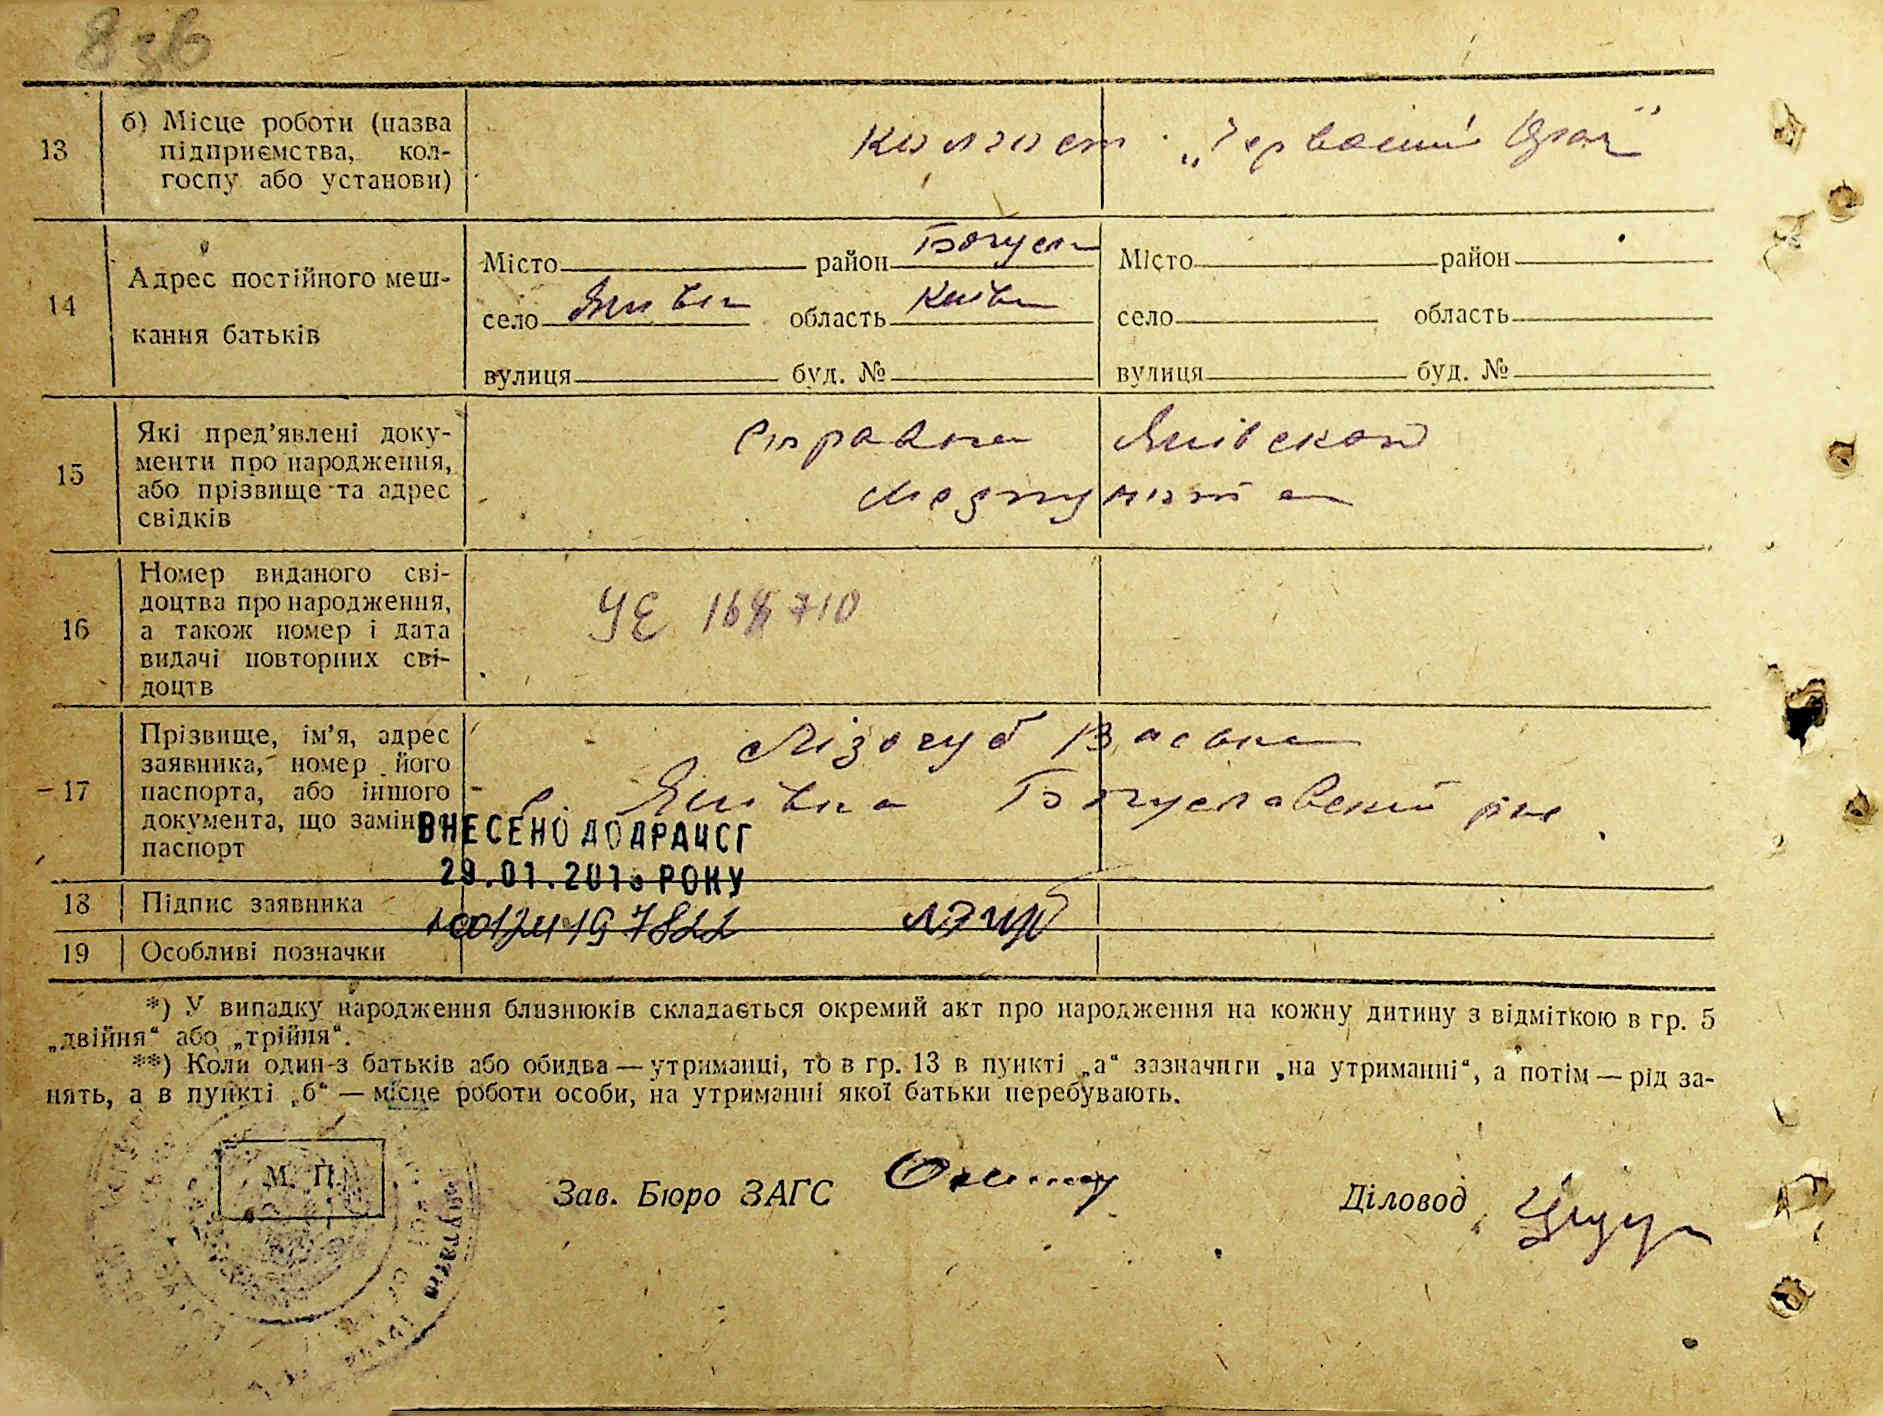 13
б) Місце роботи (назва
підприємства, кол-
госпу або установи)
колгосп „Червоний
14
Адрес постійного меш-
кання батьків
Місто район Богусл
село область Київ
вулиця буд. №
Місто район
село область
вулиця буд. №
15
Які пред’явлені доку-
менти про народження,
або прізвище та адрес
свідків
Справка
медпункта
16
Номер виданого сві-
доцтва про народження,
а також номер і дата
видачі повторних сві-
доцтв
УЕ
17
Прізвище, ім’я, адрес
заявника, номер його
паспорта, або іншого
документа, що заміняє
паспорт
Лізогуб
с. Богуславський р-н
ВНЕСЕНО ДО ДРАЦСГ
29.01.201 РОКУ
18
Підпис заявника
19
Особливі позначки
*) У випадку народження близнюків складається окремий акт про народження на кожну дитину з відміткою в гр. 5
„двійня“ або „трійня“.
**) Коли один з батьків або обидва — утриманці, то в гр. 13 в пункті „а“ зазначити „на утриманні“, а потім — рід за-
нять, а в пункті „б“ — місце роботи особи, на утриманні якої батьки перебувають.
М. П.
Зав. Бюро ЗАГС
Діловод